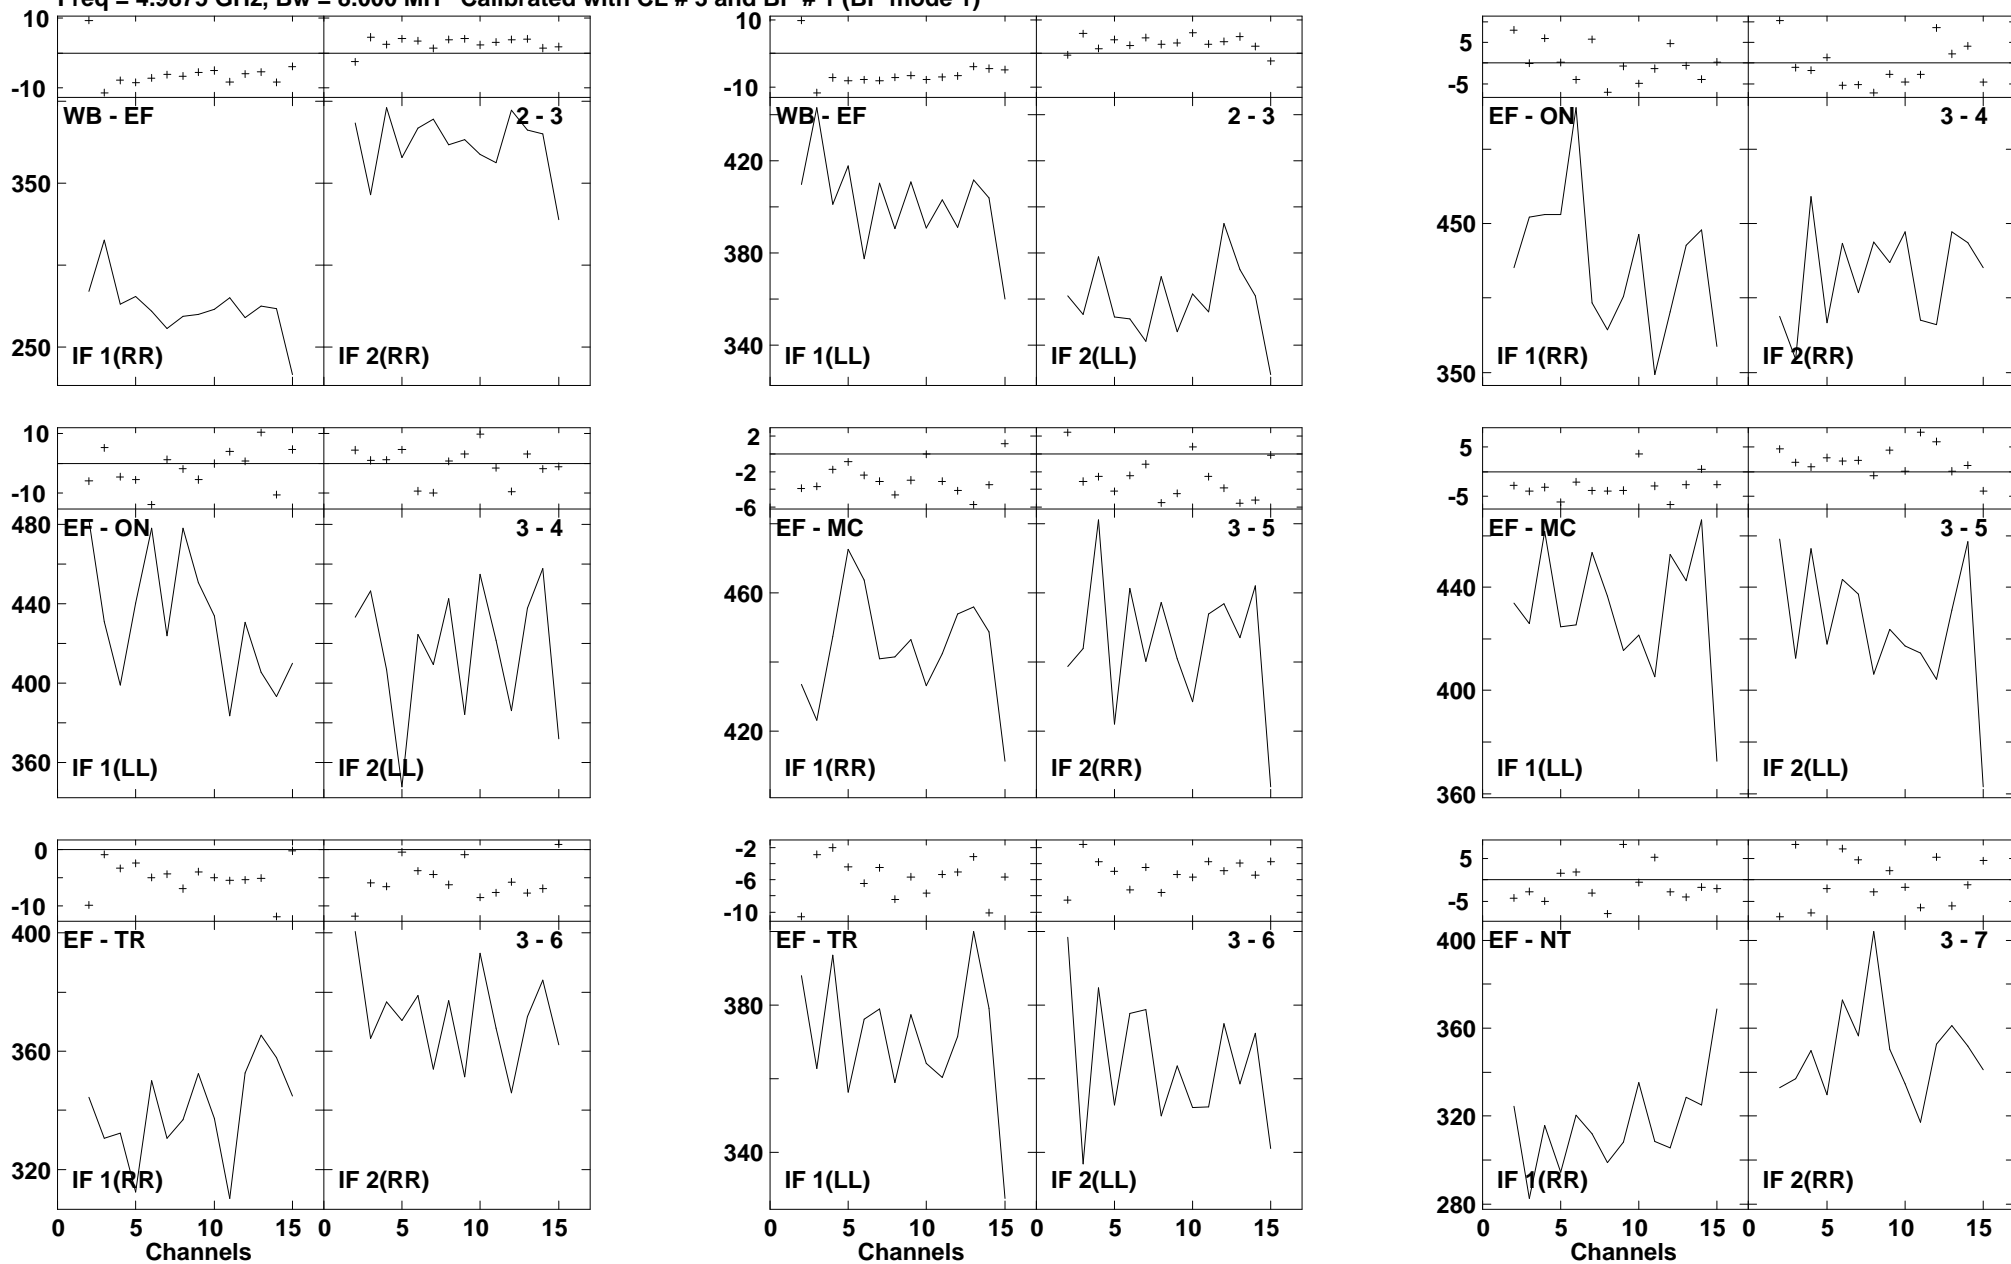 Freq = 4.9875 GHz, Bw = 8.000 MH Calibrated with CL # 3 and BP # 1 (BP mode 1)
10
-10
WB - EF 2 - 3
350
250
IF 1(RR) IF 2(RR)
10
-10
WB - EF 2 - 3
420
380
340
IF 1(LL) IF 2(LL)
5
-5
EF - ON 3 - 4
450
350
IF 1(RR) IF 2(RR)
10
-10
EF - ON 3 - 4
480
440
400
360
IF 1(LL) IF 2(LL)
2
-2
-6
EF - MC 3 - 5
460
420
IF 1(RR) IF 2(RR)
5
-5
EF - MC 3 - 5
440
400
360
IF 1(LL) IF 2(LL)
0
-10
EF - TR 3 - 6
400
360
320
IF 1(RR) IF 2(RR)
0 5 10 15 0 5 10 15
Channels
-2
-6
-10
EF - TR 3 - 6
380
340
IF 1(LL) IF 2(LL)
0 5 10 15 0 5 10 15
Channels
5
-5
EF - NT 3 - 7
400
360
320
280
IF 1(RR) IF 2(RR)
0 5 10 15 0 5 10 15
Channels